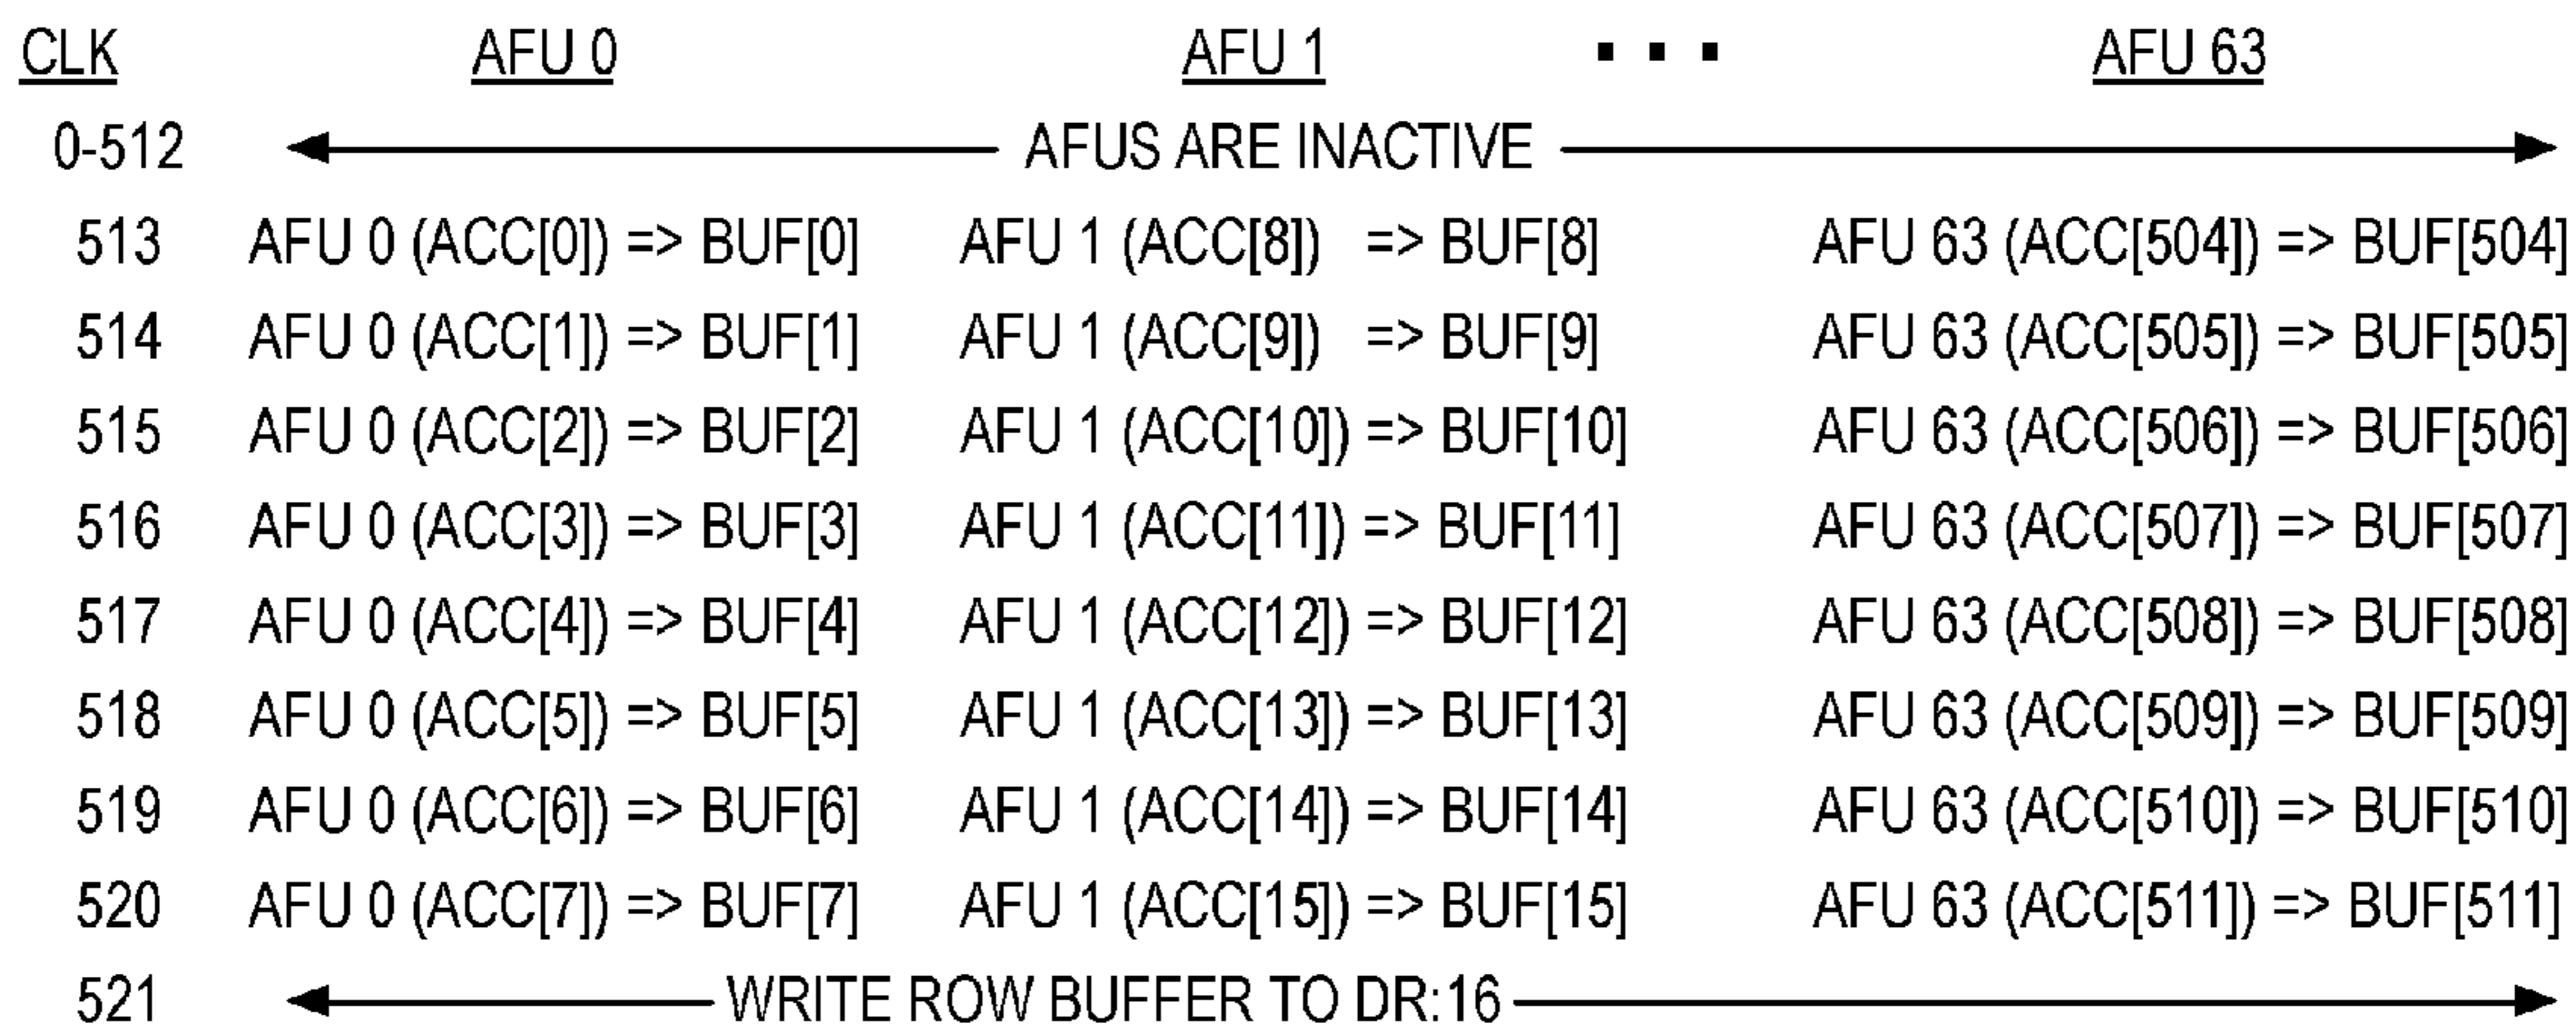 CLK AFU 0 AFU 1 ... AFU 63
0-512 AFUS ARE INACTIVE
513 AFU 0 (ACC[0]) => BUF[0] AFU 1 (ACC[8]) => BUF[8] AFU 63 (ACC[504]) => BUF[504]
514 AFU 0 (ACC[1]) => BUF[1] AFU 1 (ACC[9]) => BUF[9] AFU 63 (ACC[505]) => BUF[505]
515 AFU 0 (ACC[2]) => BUF[2] AFU 1 (ACC[10]) => BUF[10] AFU 63 (ACC[506]) => BUF[506]
516 AFU 0 (ACC[3]) => BUF[3] AFU 1 (ACC[11]) => BUF[11] AFU 63 (ACC[507]) => BUF[507]
517 AFU 0 (ACC[4]) => BUF[4] AFU 1 (ACC[12]) => BUF[12] AFU 63 (ACC[508]) => BUF[508]
518 AFU 0 (ACC[5]) => BUF[5] AFU 1 (ACC[13]) => BUF[13] AFU 63 (ACC[509]) => BUF[509]
519 AFU 0 (ACC[6]) => BUF[6] AFU 1 (ACC[14]) => BUF[14] AFU 63 (ACC[510]) => BUF[510]
520 AFU 0 (ACC[7]) => BUF[7] AFU 1 (ACC[15]) => BUF[15] AFU 63 (ACC[511]) => BUF[511]
521 WRITE ROW BUFFER TO DR:16